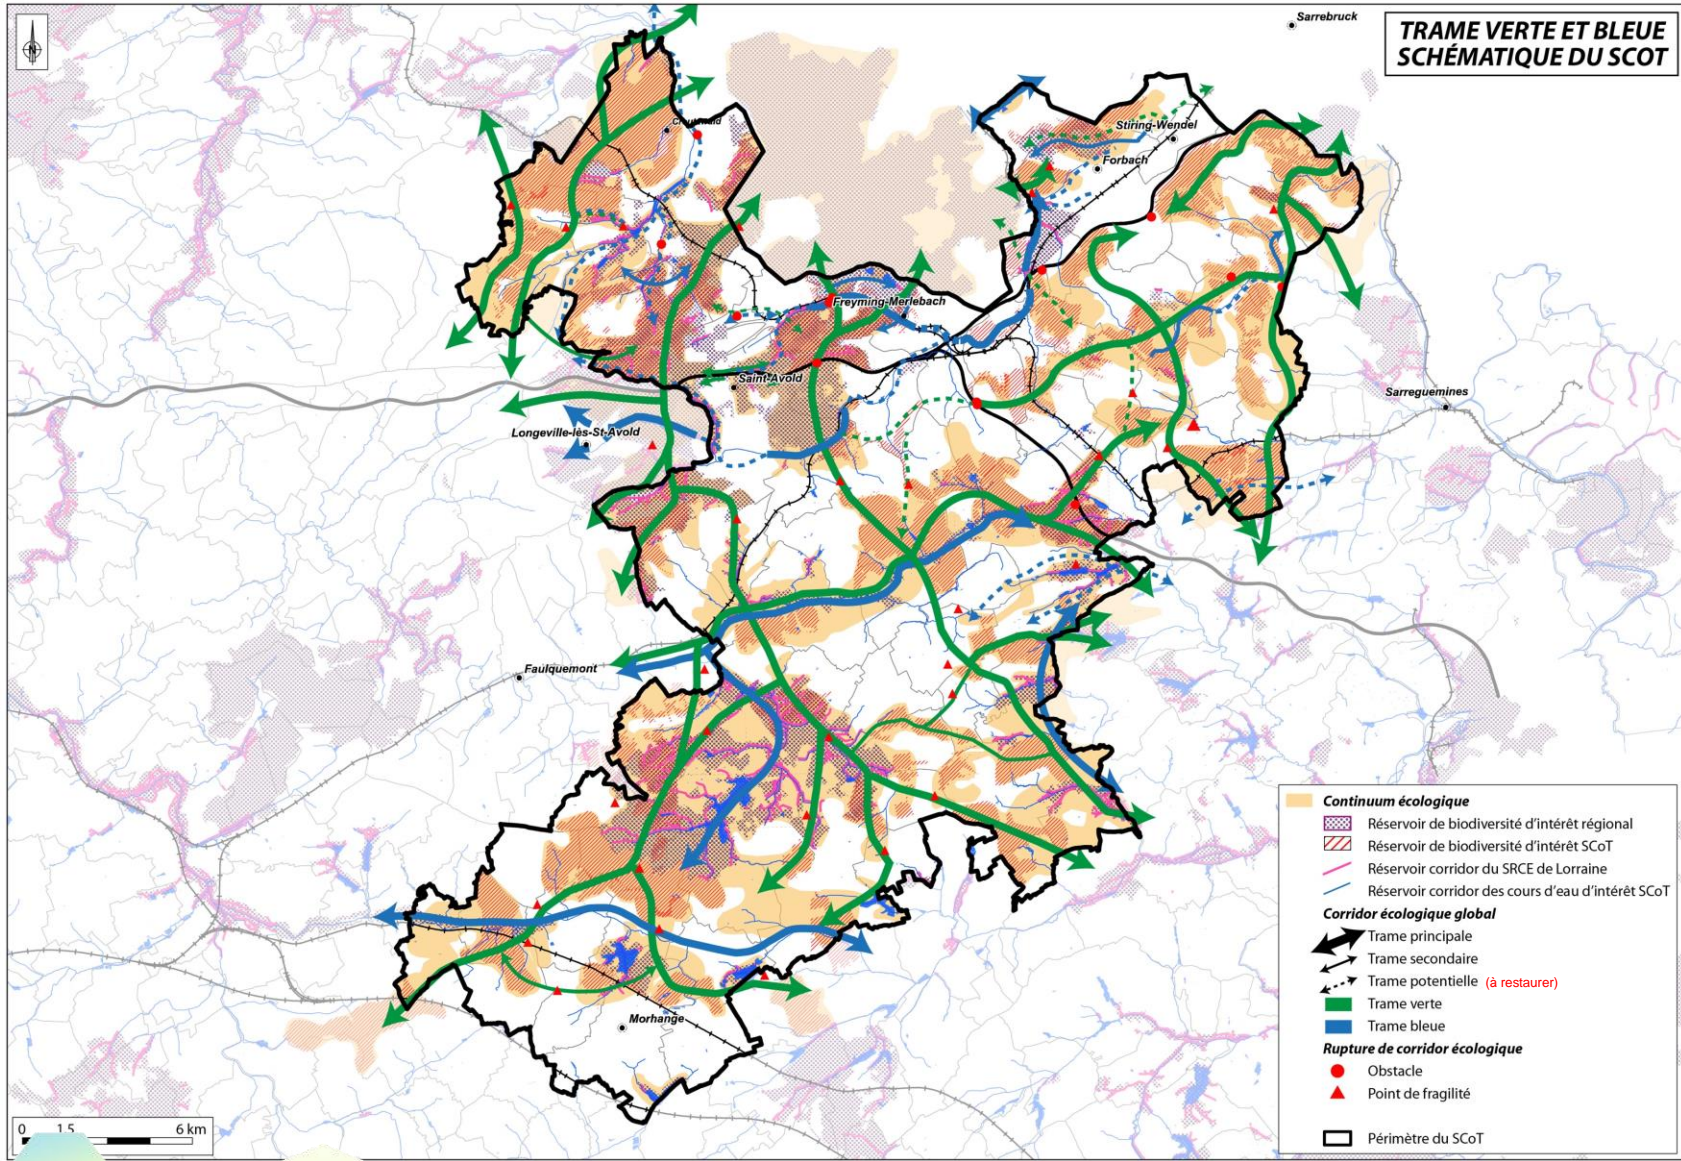 Sarrebruck
TRAME VERTE ET BLEUE
SCHÉMATIQUE DU SCOT
N
Creutzwald
Stiring-Wendel
Forbach
Freyming-Merlebach
Saint-Avold
Sarreguemines
Longeville-lès-St-Avold
Faulquemont
Morhange
Continuum écologique
Réservoir de biodiversité d'intérêt régional
Réservoir de biodiversité d'intérêt SCoT
Réservoir corridor du SRCE de Lorraine
Réservoir corridor des cours d'eau d'intérêt SCoT
Corridor écologique global
Trame principale
Trame secondaire
Trame potentielle (à restaurer)
Trame verte
Trame bleue
Rupture de corridor écologique
Obstacle
Point de fragilité
Périmètre du SCoT
0 1.5 6 km